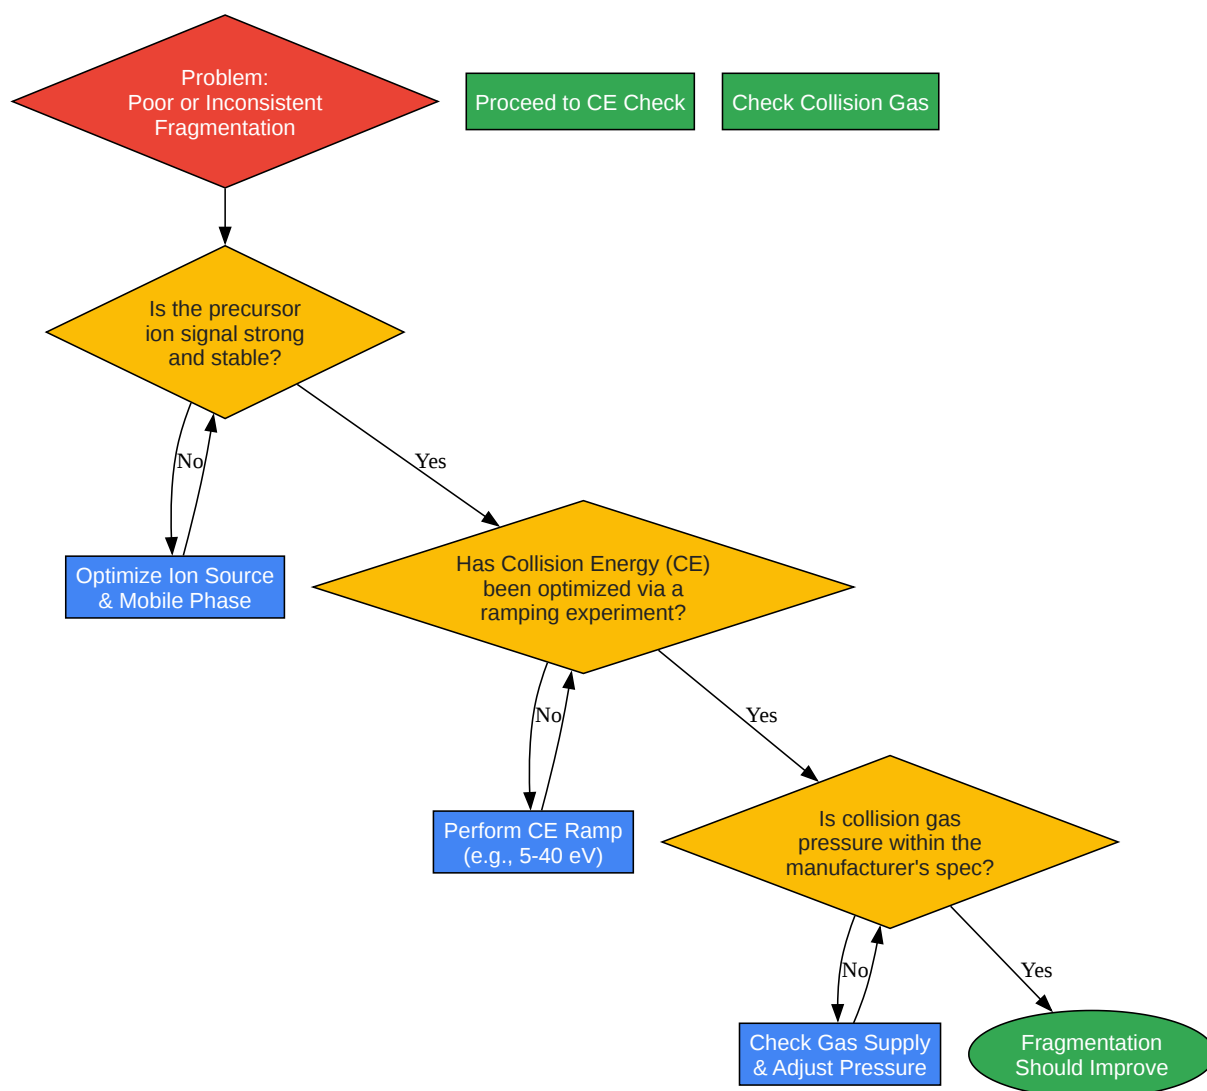 Problem:
Poor or Inconsistent
Fragmentation
Proceed to CE Check
Check Collision Gas
Is the precursor
ion signal strong
and stable?
No
Yes
Optimize Ion Source
& Mobile Phase
Has Collision Energy (CE)
been optimized via a
ramping experiment?
No
Yes
Perform CE Ramp
(e.g., 5-40 eV)
Is collision gas
pressure within the
manufacturer's spec?
No
Yes
Check Gas Supply
& Adjust Pressure
Fragmentation
Should Improve